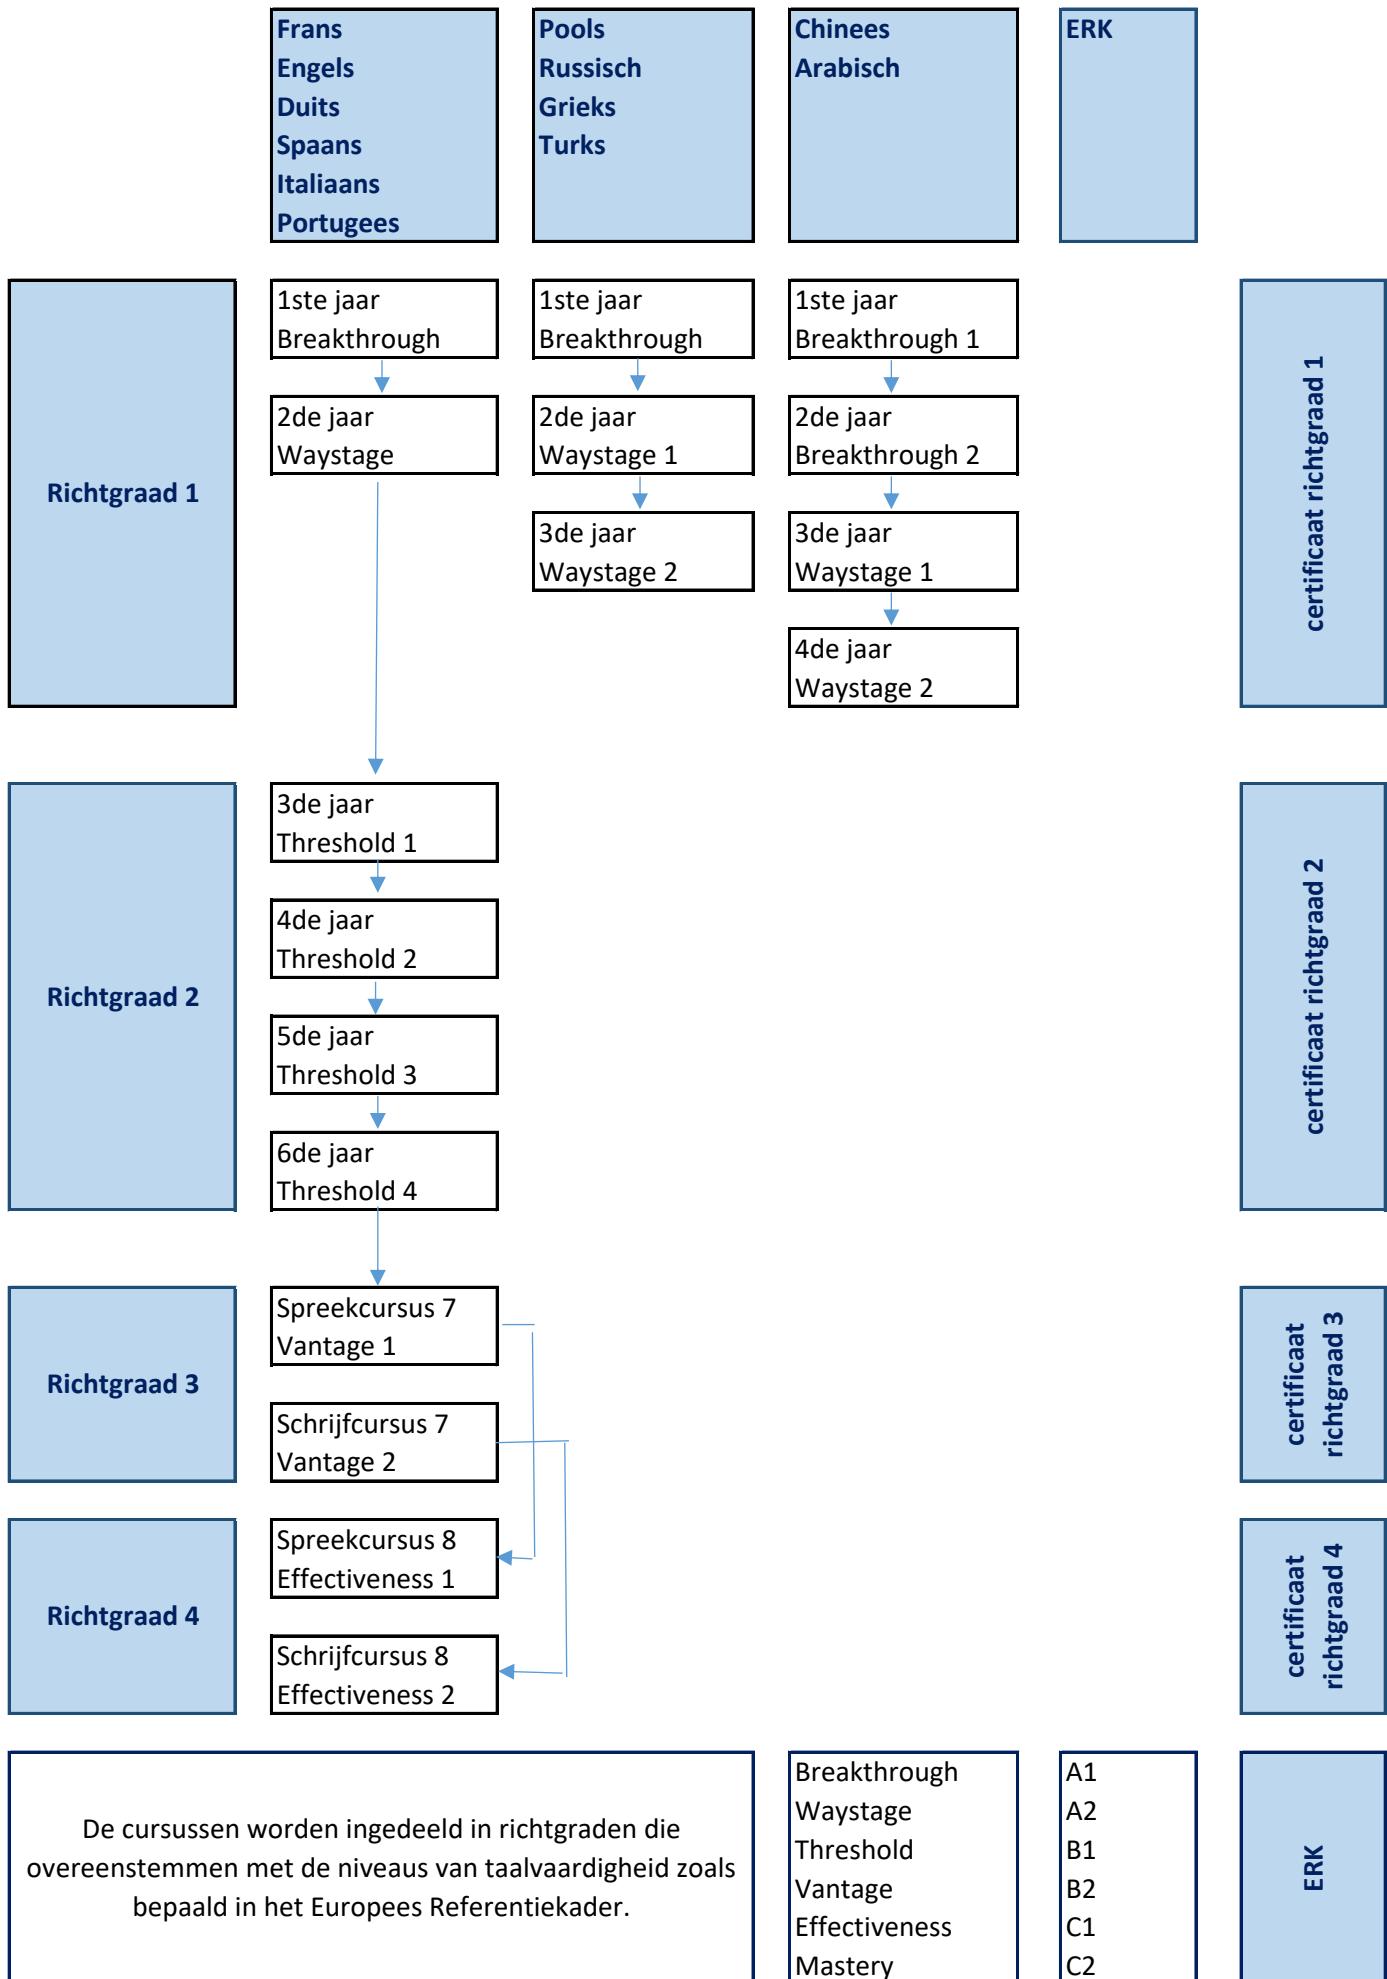 Frans
Engels
Duits
Spaans
Italiaans
Portugees
Pools
Russisch
Grieks
Turks
Chinees
Arabisch
ERK
Richtgraad 1
1ste jaar
Breakthrough
2de jaar
Waystage
1ste jaar
Breakthrough
2de jaar
Waystage 1
3de jaar
Waystage 2
1ste jaar
Breakthrough 1
2de jaar
Breakthrough 2
3de jaar
Waystage 1
4de jaar
Waystage 2
certificaat richtgraad 1
Richtgraad 2
3de jaar
Threshold 1
4de jaar
Threshold 2
5de jaar
Threshold 3
6de jaar
Threshold 4
certificaat richtgraad 2
Richtgraad 3
Spreekcursus 7
Vantage 1
Schrijfcursus 7
Vantage 2
certificaat
richtgraad 3
Richtgraad 4
Spreekcursus 8
Effectiveness 1
Schrijfcursus 8
Effectiveness 2
certificaat
richtgraad 4
De cursussen worden ingedeeld in richtgraden die
overeenstemmen met de niveaus van taalvaardigheid zoals
bepaald in het Europees Referentiekader.
Breakthrough
Waystage
Threshold
Vantage
Effectiveness
Mastery
A1
A2
B1
B2
C1
C2
ERK